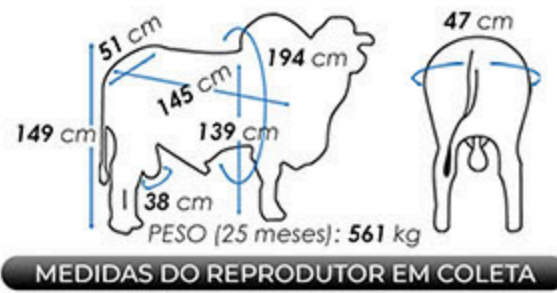 51 cm
47 cm
194 cm
145 cm
149 cm
139 cm
38 cm
PESO (25 meses): 561 kg
MEDIDAS DO REPRODUTOR EM COLETA